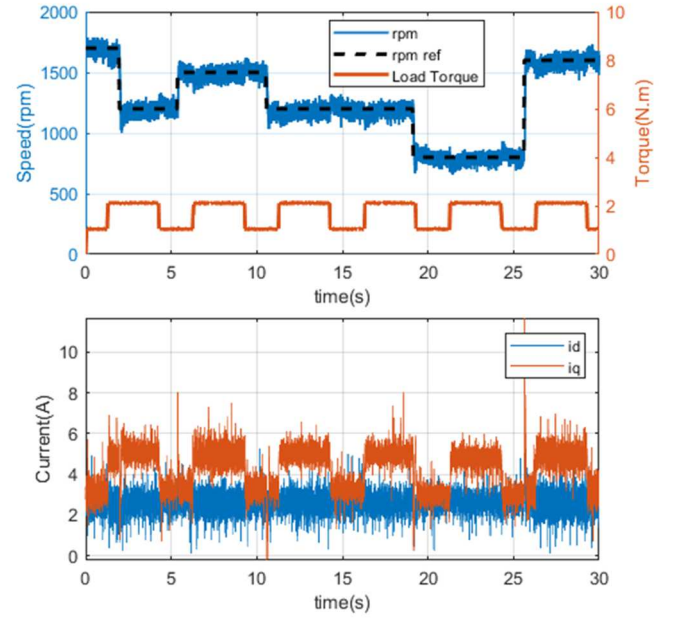 2000
1500
1000
500
0
Speed(rpm)
rpm
rpm ref
Load Torque
10
8
6
4
2
0
Torque(N.m)
0 5 10 15 20 25 30
time(s)
10
8
6
4
2
0
Current(A)
id
iq
0 5 10 15 20 25 30
time(s)